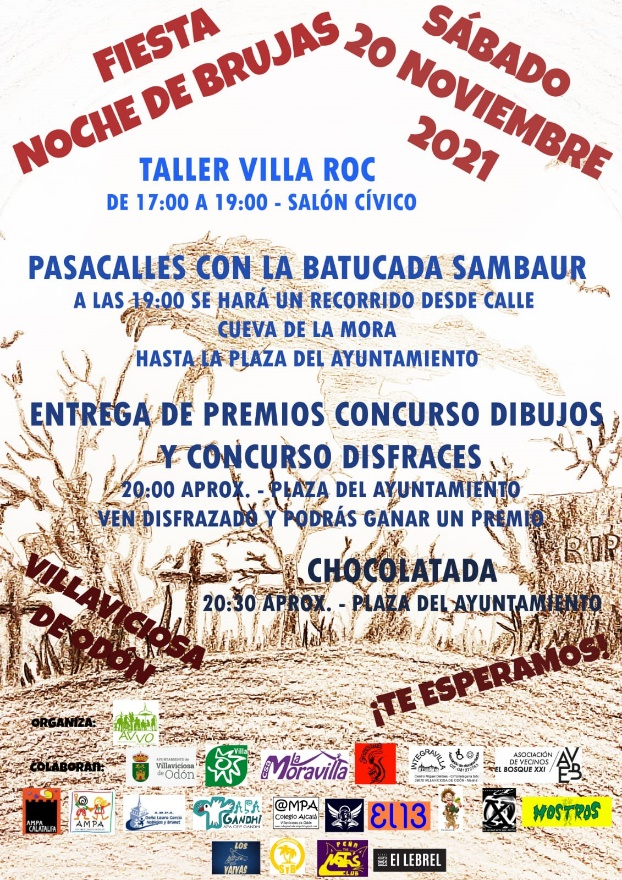 FIESTA
NOCHE DE BRUJAS
SÁBADO
20 NOVIEMBRE
2021
TALLER VILLA ROC
DE 17:00 A 19:00 - SALÓN CÍVICO
PASACALLES CON LA BATUCADA SAMBAUR
A LAS 19:00 SE HARÁ UN RECORRIDO DESDE CALLE
CUEVA DE LA MORA
HASTA LA PLAZA DEL AYUNTAMIENTO
ENTREGA DE PREMIOS CONCURSO DIBUJOS
Y CONCURSO DISFRACES
20:00 APROX. - PLAZA DEL AYUNTAMIENTO
VEN DISFRAZADO Y PODRÁS GANAR UN PREMIO
RIP
CHOCOLATADA
20:30 APROX. - PLAZA DEL AYUNTAMIENTO
VILLAVICIOSA
DE ODÓN
¡TE ESPERAMOS!
ORGANIZA:
AVVO
COLABORAN:
AYUNTAMIENTO DE
Villaviciosa
de Odón
Villa
La
Moravilla
INTEGRAVILLA
ASOCIACIÓN
DE VECINOS
EL BOSQUE XXI
AVEB
AMPA
CALATALIFA
AMPA
AMPA
GANDHI
@MPA
Colegio Alcalá
EL13
MOSTROS
LOS
YAIVAS
PEÑA
CLUB
El LEBREL